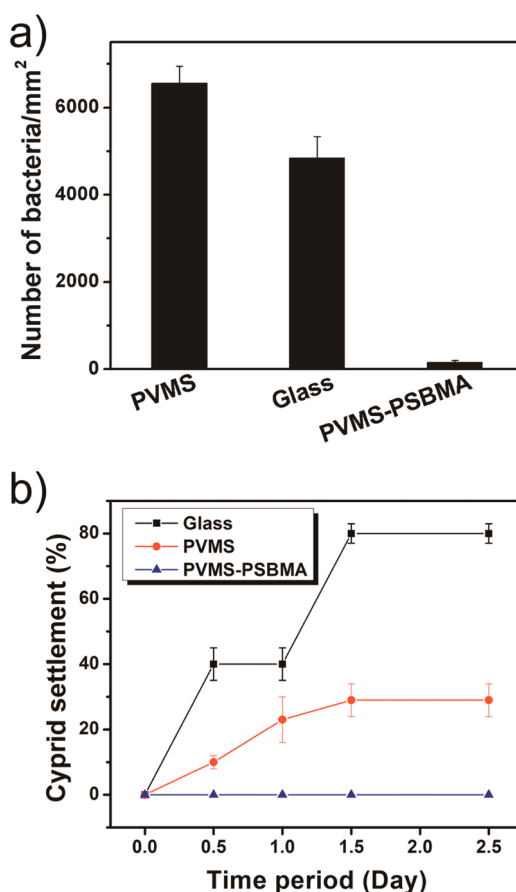 a)
Number of bacteria/mm²
6000
4000
2000
0
PVMS
Glass
PVMS-PSBMA
b)
Cyprid settlement (%)
80
60
40
20
0
Glass
PVMS
PVMS-PSBMA
0.0 0.5 1.0 1.5 2.0 2.5
Time period (Day)